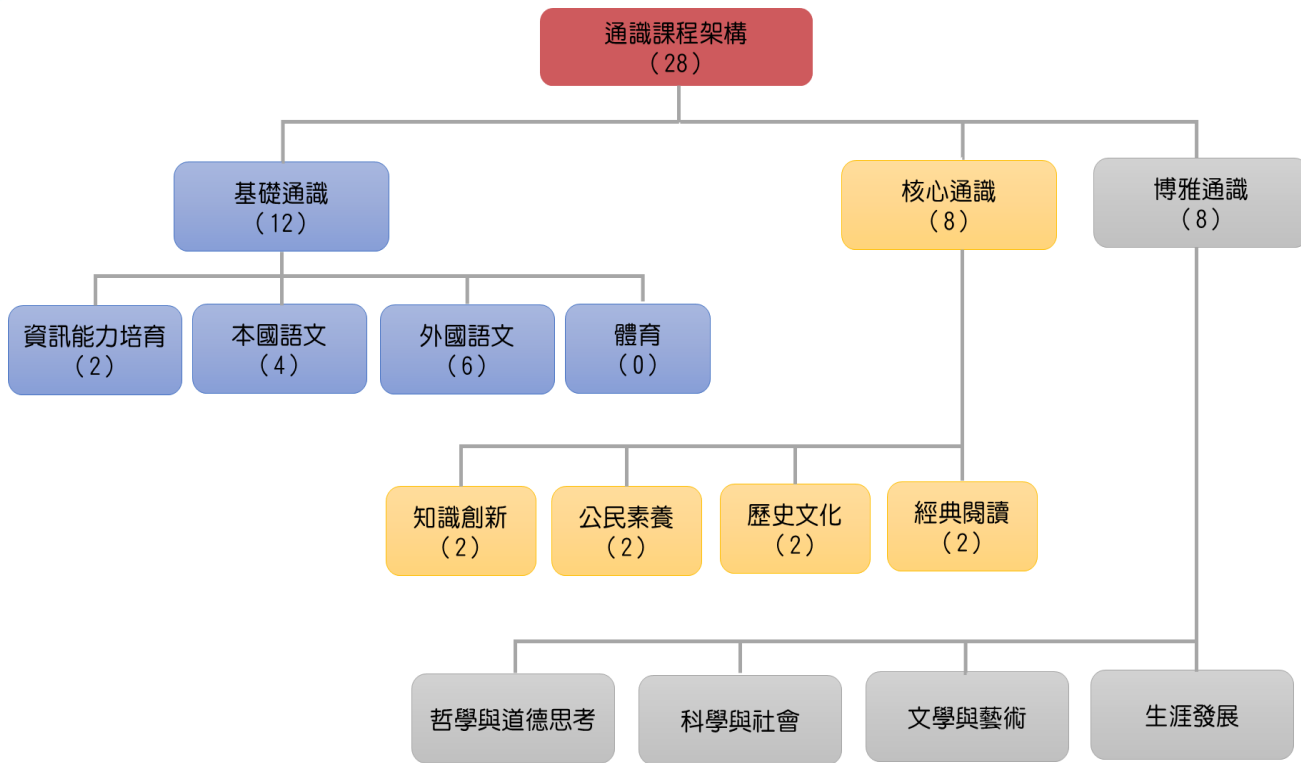 通識課程架構
（28）
基礎通識
（12）
核心通識
（8）
博雅通識
（8）
資訊能力培育
（2）
本國語文
（4）
外國語文
（6）
體育
（0）
知識創新
（2）
公民素養
（2）
歷史文化
（2）
經典閱讀
（2）
哲學與道德思考
科學與社會
文學與藝術
生涯發展